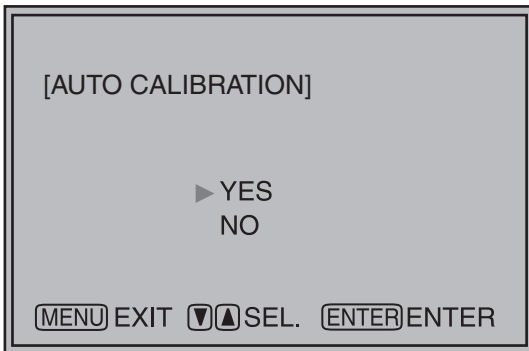 [AUTO CALIBRATION]
▶ YES
NO
MENU EXIT ▼▲ SEL. ENTER ENTER